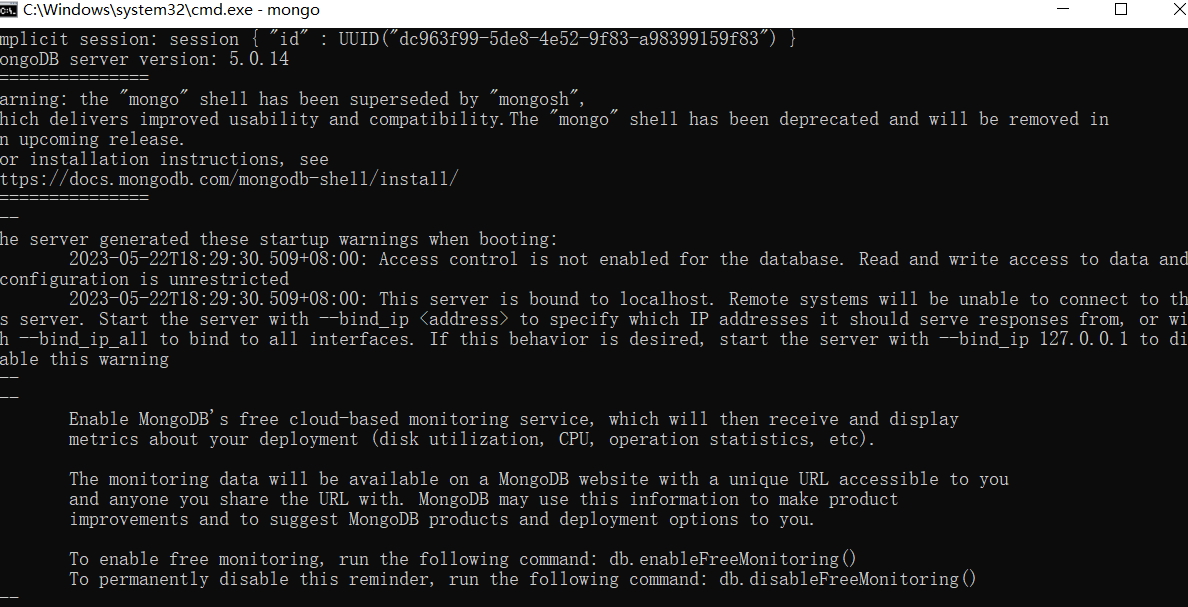 C:\Windows\system32\cmd.exe - mongo
mplicit session: session { "id" : UUID("dc963f99-5de8-4e52-9f83-a98399159f83") }
ongoDB server version: 5.0.14
===============
arning: the "mongo" shell has been superseded by "mongosh",
hich delivers improved usability and compatibility.The "mongo" shell has been deprecated and will be removed in
n upcoming release.
or installation instructions, see
ttps://docs.mongodb.com/mongodb-shell/install/
===============
--
he server generated these startup warnings when booting:
2023-05-22T18:29:30.509+08:00: Access control is not enabled for the database. Read and write access to data and
configuration is unrestricted
2023-05-22T18:29:30.509+08:00: This server is bound to localhost. Remote systems will be unable to connect to th
s server. Start the server with --bind_ip <address> to specify which IP addresses it should serve responses from, or wi
h --bind_ip_all to bind to all interfaces. If this behavior is desired, start the server with --bind_ip 127.0.0.1 to di
able this warning
--
--
Enable MongoDB's free cloud-based monitoring service, which will then receive and display
metrics about your deployment (disk utilization, CPU, operation statistics, etc).
The monitoring data will be available on a MongoDB website with a unique URL accessible to you
and anyone you share the URL with. MongoDB may use this information to make product
improvements and to suggest MongoDB products and deployment options to you.
To enable free monitoring, run the following command: db.enableFreeMonitoring()
To permanently disable this reminder, run the following command: db.disableFreeMonitoring()
--